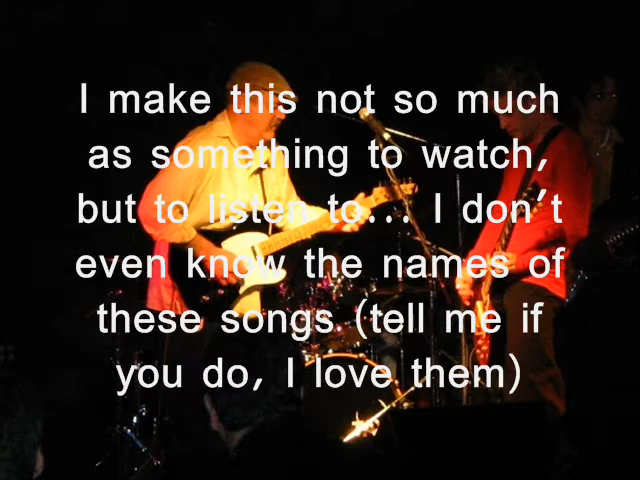 I make this not so much
as something to watch,
but to listen to... I don't
even know the names of
these songs (tell me if
you do, I love them)